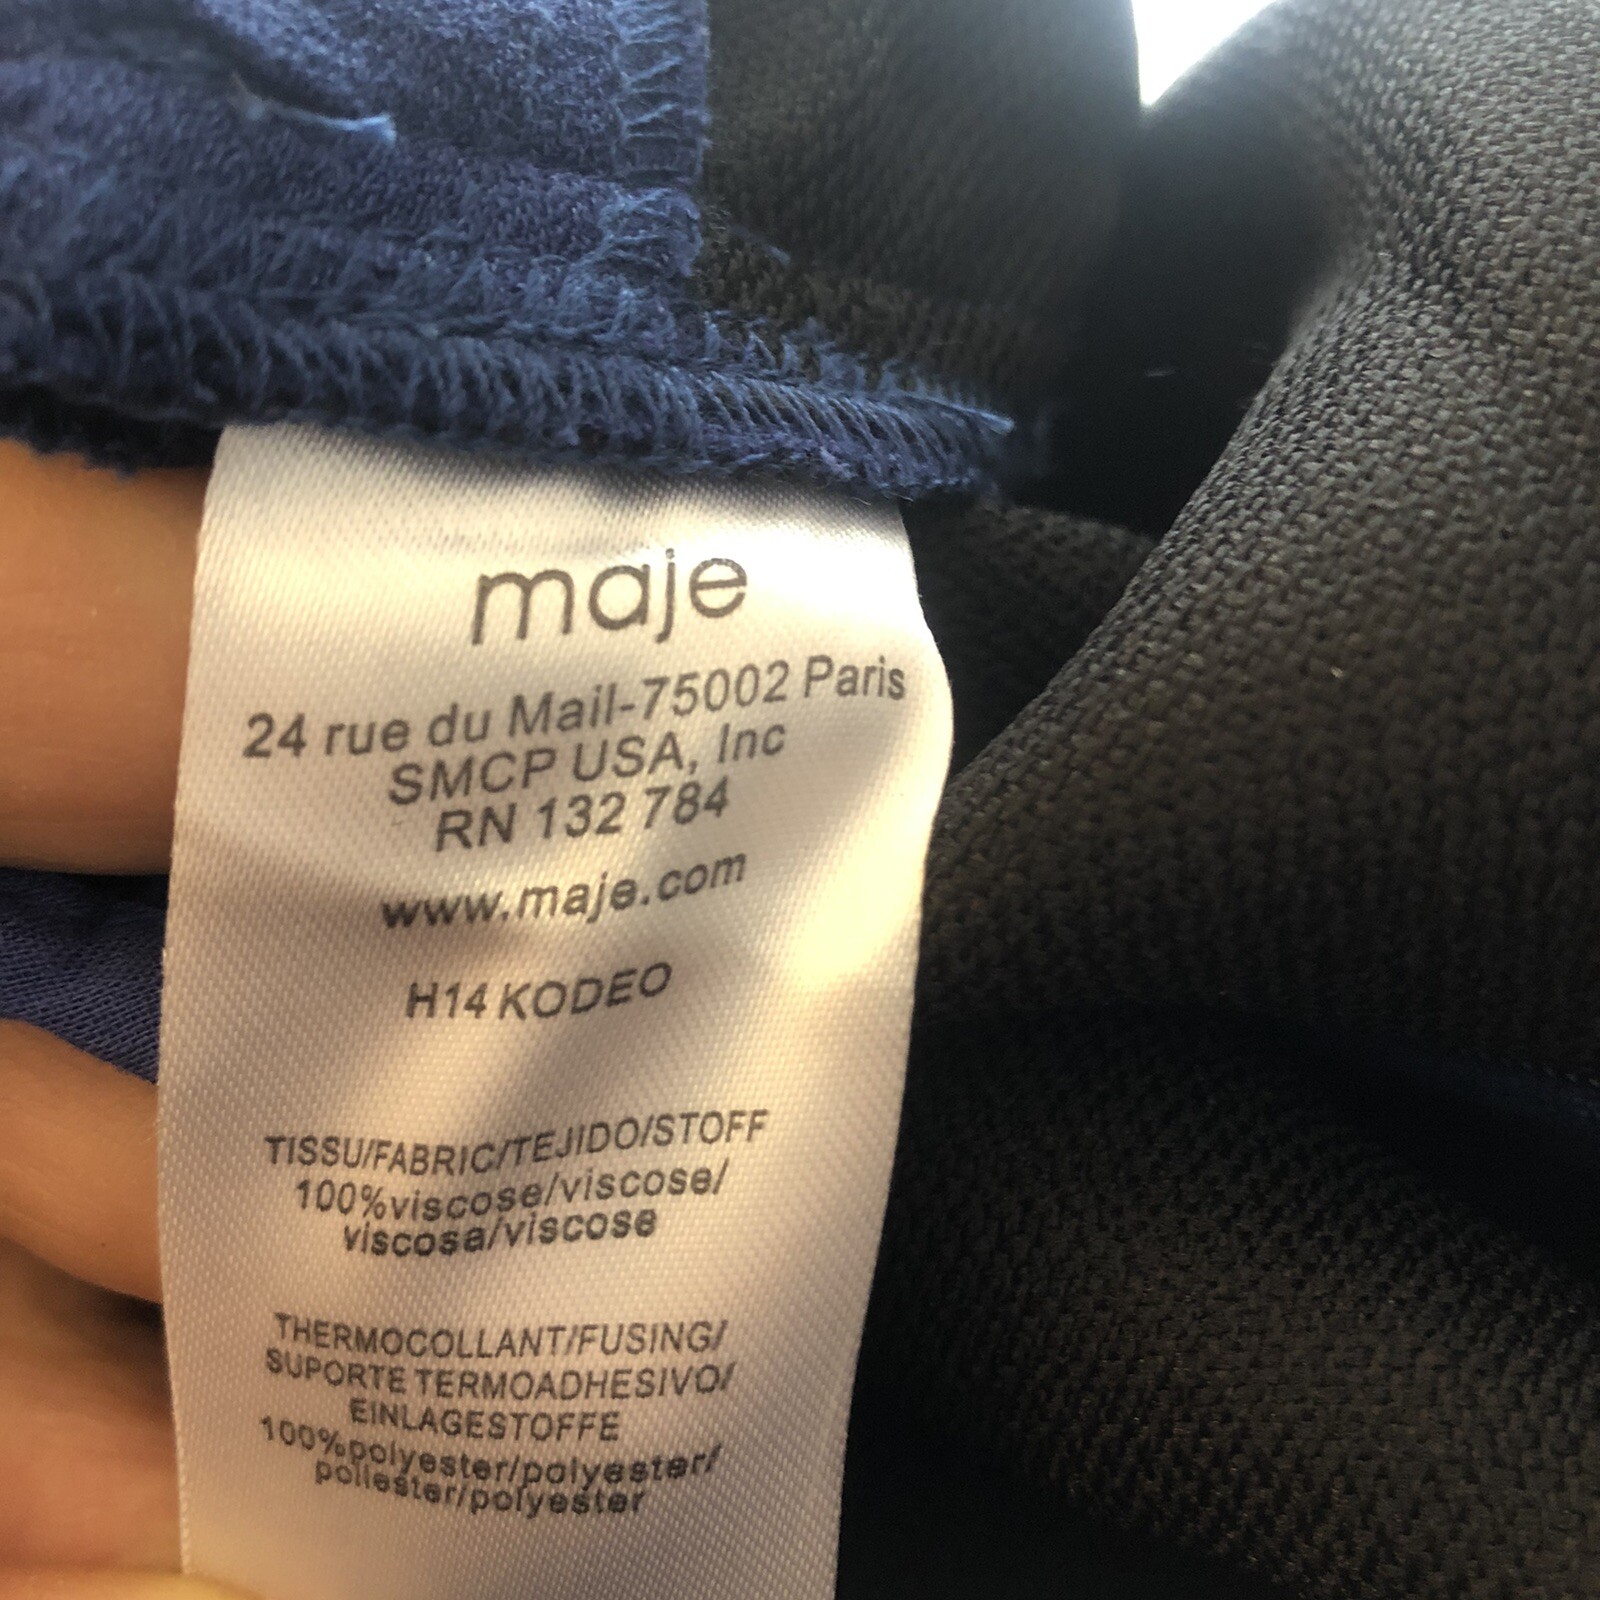 maje
24 rue du Mail-75002 Paris
SMCP USA, Inc
RN 132 784
www.maje.com
H14 KODEO
TISSU/FABRIC/TEJIDO/STOFF
100%viscose/viscose/
viscosa/viscose
THERMOCOLLANT/FUSING/
SUPORTE TERMOADHESIVO/
EINLAGESTOFFE
100%polyester/polyester/
poliester/polyester